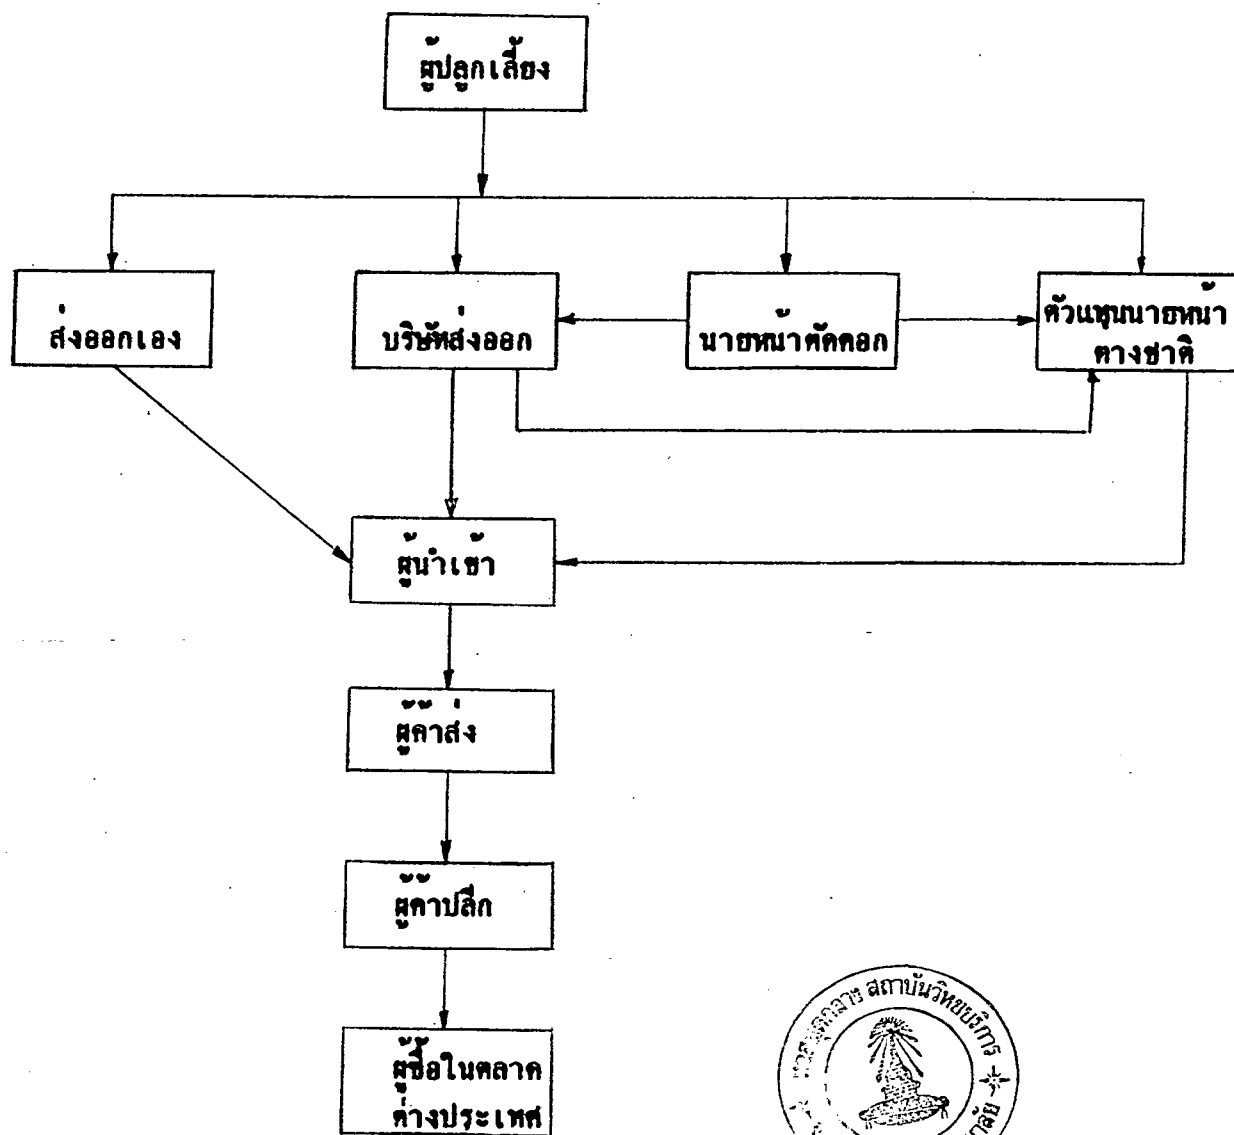 ผู้ปลูกเลี้ยง
ส่งออกเอง
บริษัทส่งออก
นายหน้าตัดดอก
ตัวแทนนายหน้า
ต่างชาติ
ผู้นำเข้า
ผู้ค้าส่ง
ผู้ค้าปลีก
ผู้ซื้อในตลาด
ต่างประเทศ
สถาบันวิทยบริการ